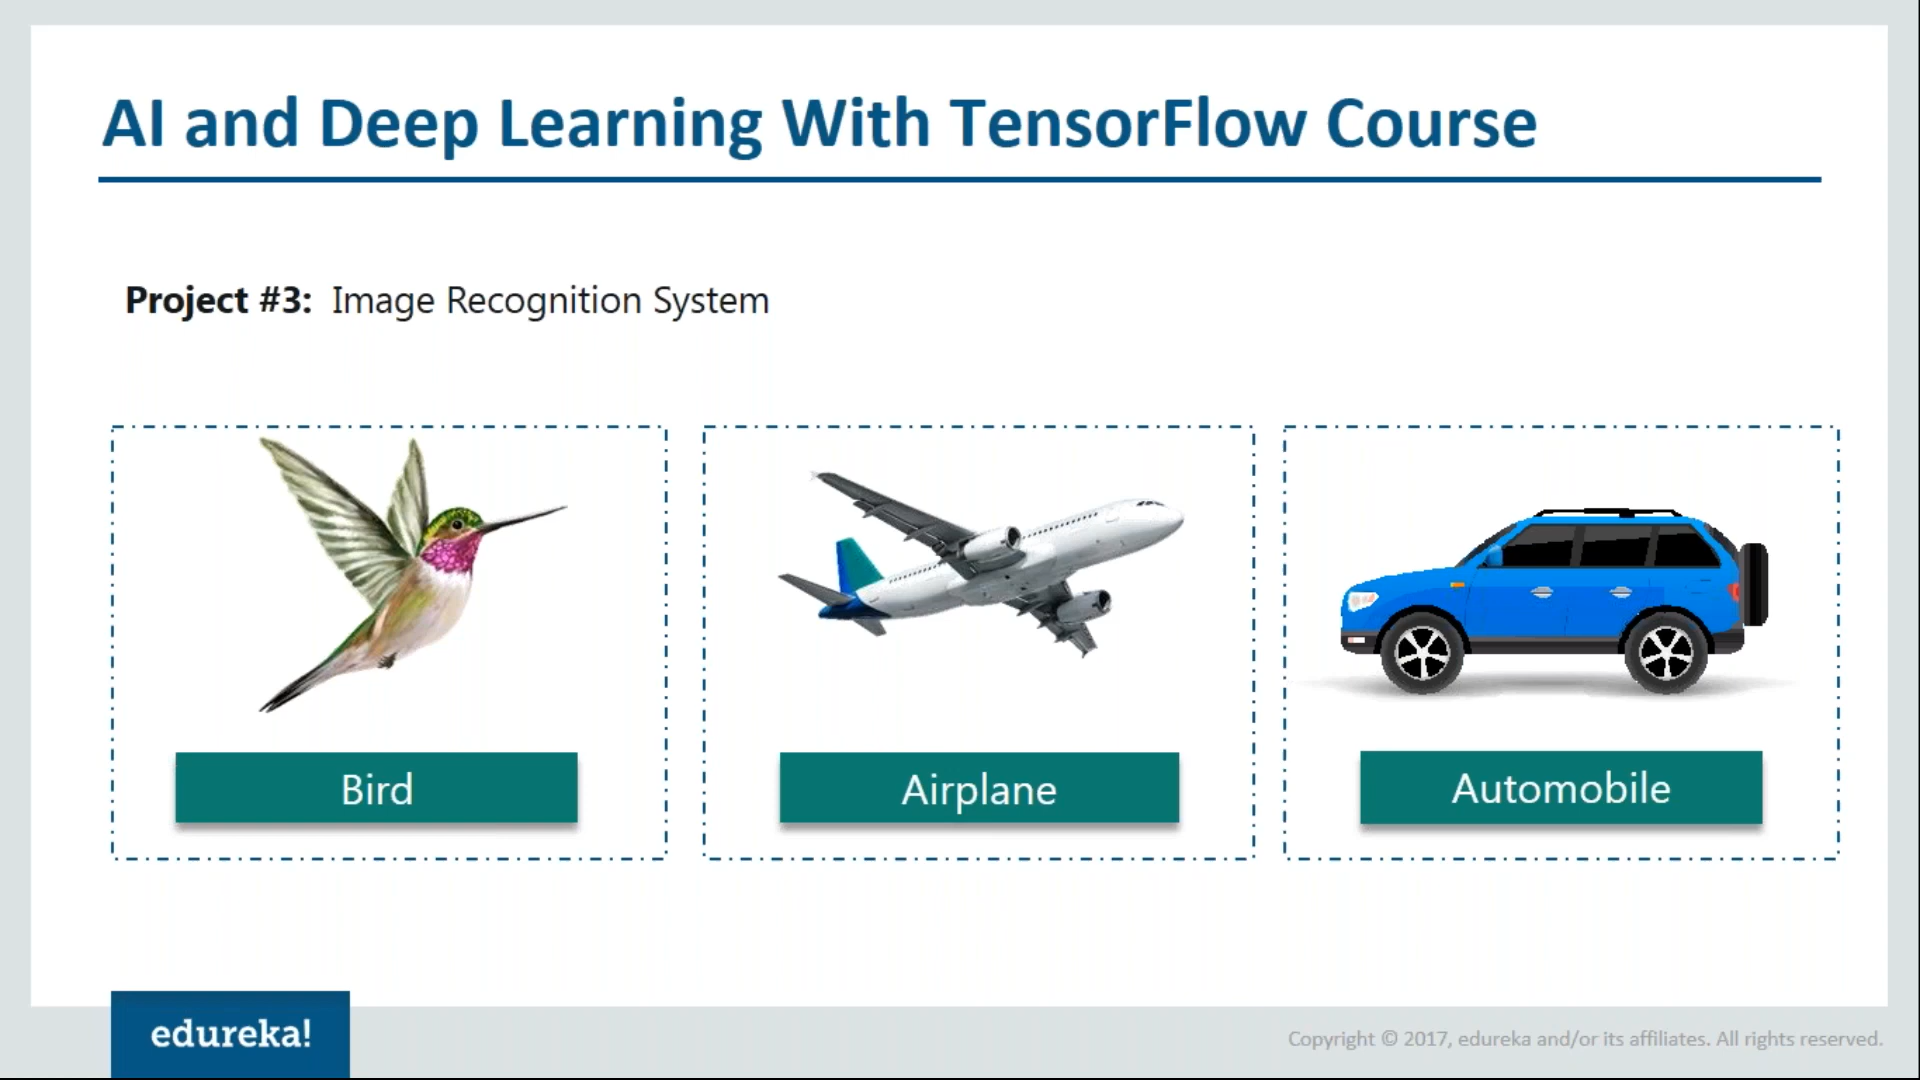 AI and Deep Learning With TensorFlow Course
Project #3: Image Recognition System
Bird
Airplane
Automobile
edureka!
Copyright © 2017, edureka and/or its affiliates. All rights reserved.